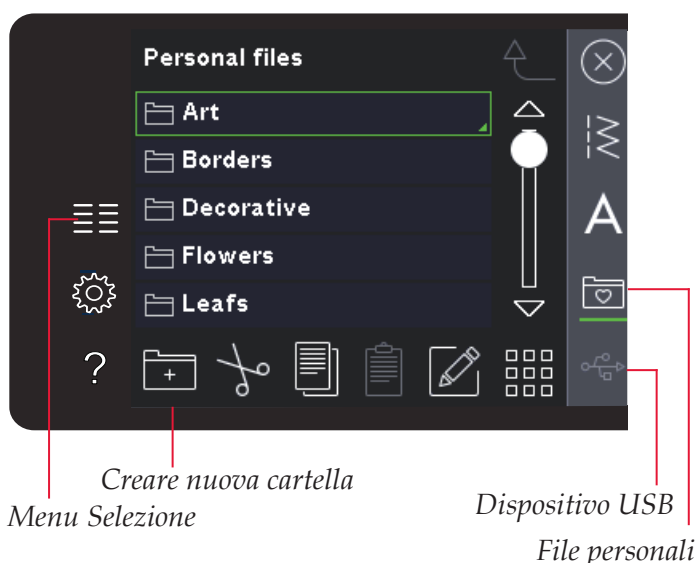 Personal files
Art
Borders
Decorative
Flowers
Leafs
A
?
Creare nuova cartella
Menu Selezione
Dispositivo USB
File personali